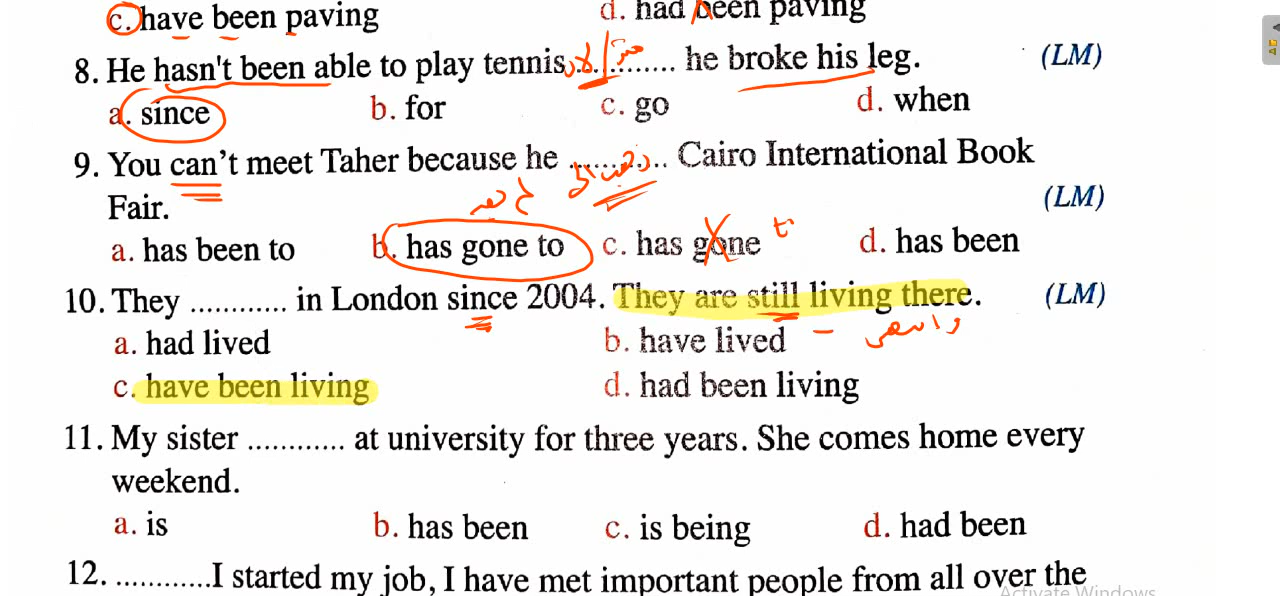 c. have been paving d. had been paving
8. He hasn't been able to play tennis, ............ he broke his leg. (LM)
a. since b. for c. go d. when
9. You can't meet Taher because he ............ Cairo International Book
Fair. (LM)
a. has been to b. has gone to c. has gone d. has been
10. They ............ in London since 2004. They are still living there. (LM)
a. had lived b. have lived
c. have been living d. had been living
11. My sister ............ at university for three years. She comes home every
weekend.
a. is b. has been c. is being d. had been
12. ............I started my job, I have met important people from all over the
Activate Windows